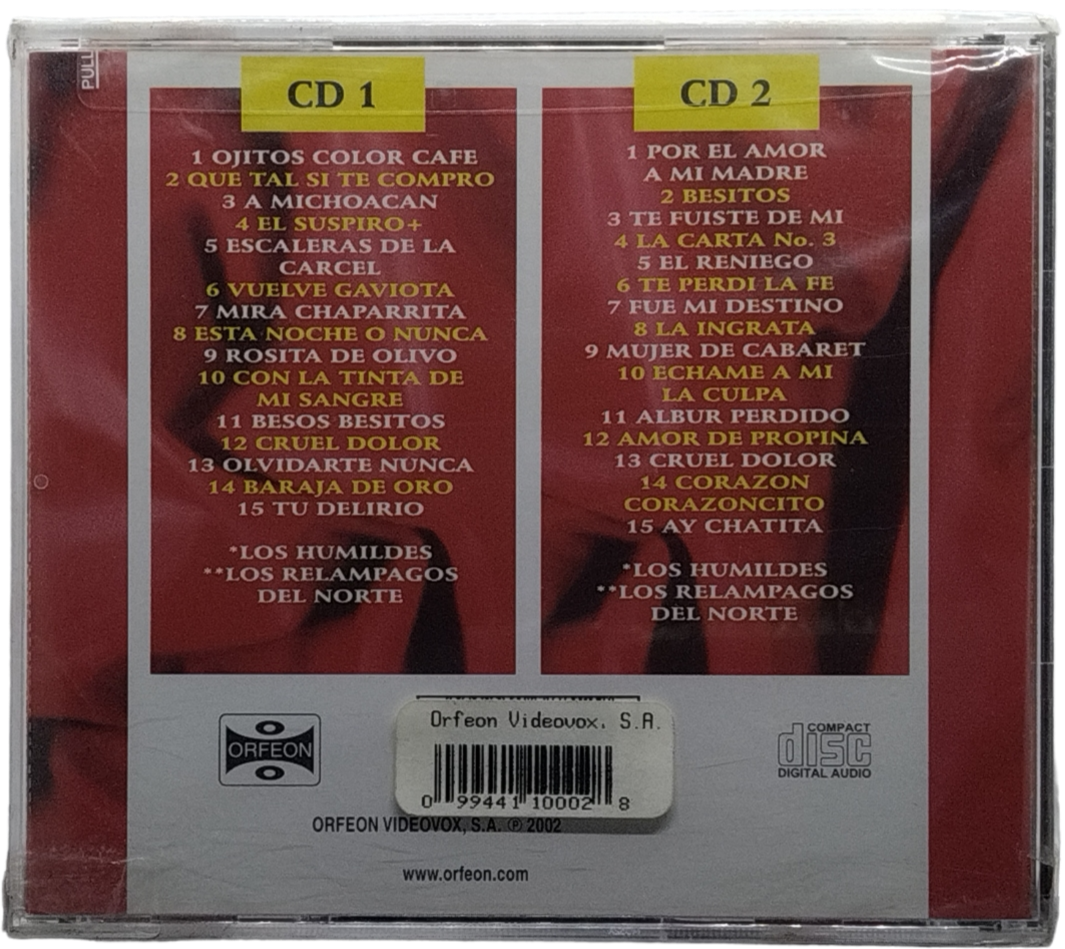 PULL
CD 1
1 OJITOS COLOR CAFE
2 QUE TAL SI TE COMPRO
3 A MICHOACAN
4 EL SUSPIRO+
5 ESCALERAS DE LA
CARCEL
6 VUELVE GAVIOTA
7 MIRA CHAPARRITA
8 ESTA NOCHE O NUNCA
9 ROSITA DE OLIVO
10 CON LA TINTA DE
MI SANGRE
11 BESOS BESITOS
12 CRUEL DOLOR
13 OLVIDARTE NUNCA
14 BARAJA DE ORO
15 TU DELIRIO
*LOS HUMILDES
**LOS RELAMPAGOS
DEL NORTE
CD 2
1 POR EL AMOR
A MI MADRE
2 BESITOS
3 TE FUISTE DE MI
4 LA CARTA No. 3
5 EL RENIEGO
6 TE PERDI LA FE
7 FUE MI DESTINO
8 LA INGRATA
9 MUJER DE CABARET
10 ECHAME A MI
LA CULPA
11 ALBUR PERDIDO
12 AMOR DE PROPINA
13 CRUEL DOLOR
14 CORAZON
CORAZONCITO
15 AY CHATITA
*LOS HUMILDES
**LOS RELAMPAGOS
DEL NORTE
ORFEON
Orfeon Videovox, S.A.
0 99441 10002 8
COMPACT
disc
DIGITAL AUDIO
ORFEON VIDEOVOX, S.A. ℗ 2002
www.orfeon.com